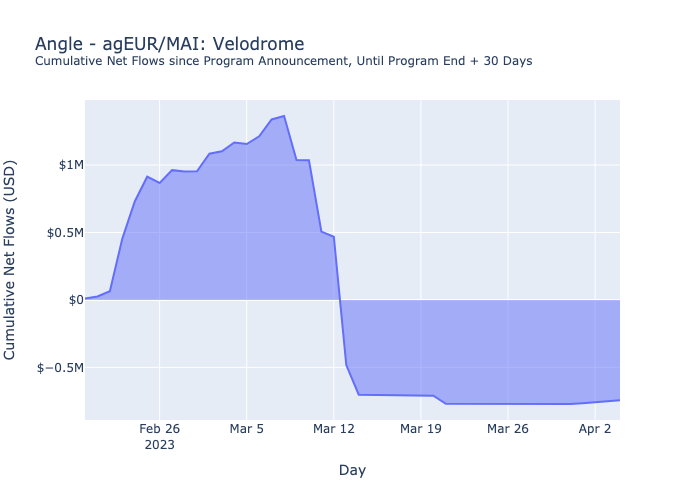 Angle - agEUR/MAI: Velodrome
Cumulative Net Flows since Program Announcement, Until Program End + 30 Days
Cumulative Net Flows (USD)
$1M
$0.5M
$0
$−0.5M
Feb 26
2023
Mar 5
Mar 12
Mar 19
Mar 26
Apr 2
Day